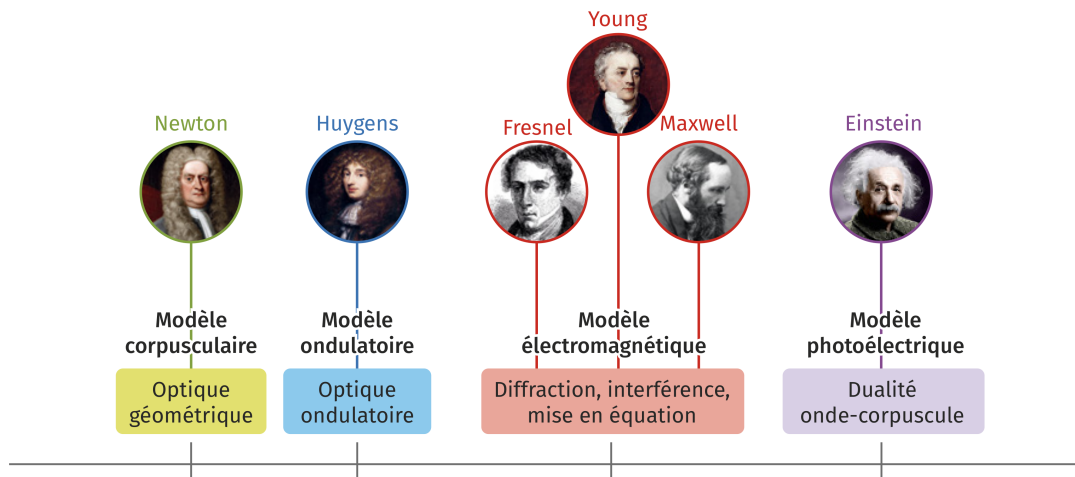 Young
Newton
Huygens
Fresnel
Maxwell
Einstein
Modèle
corpusculaire
Modèle
ondulatoire
Modèle
électromagnétique
Modèle
photoélectrique
Optique
géométrique
Optique
ondulatoire
Diffraction, interférence,
mise en équation
Dualité
onde-corpuscule